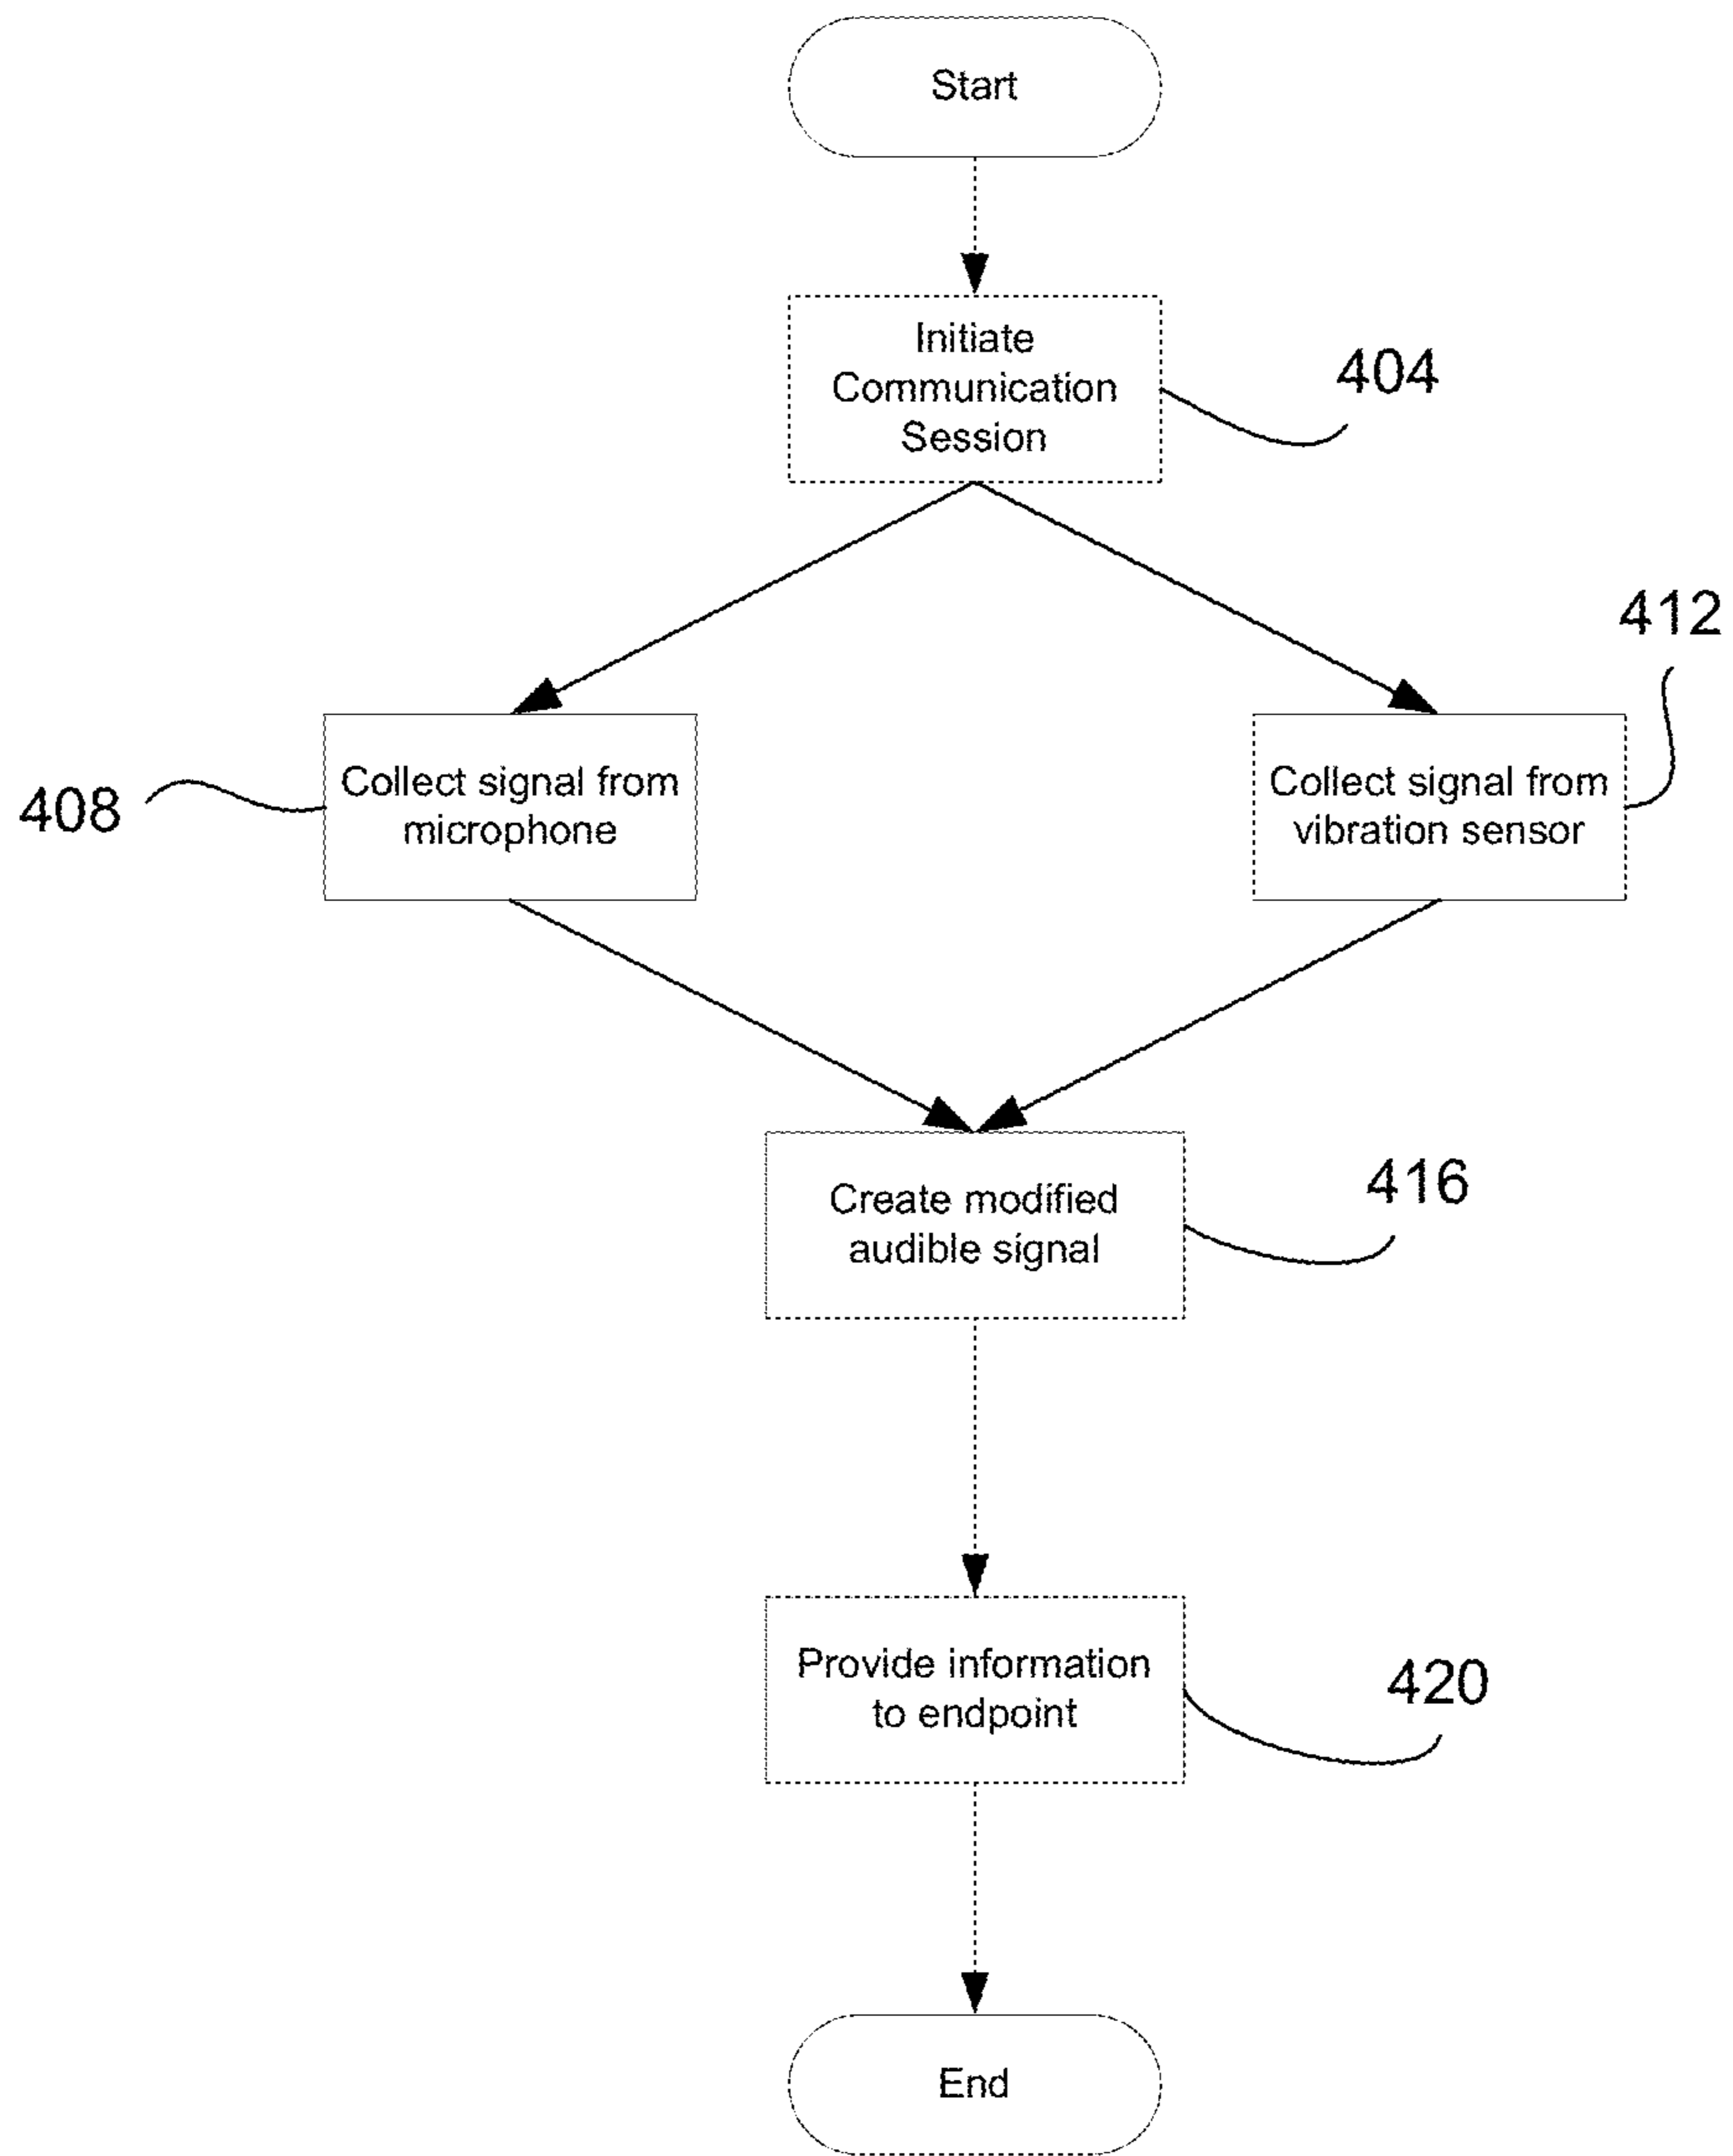 Start
Initiate
Communication
Session
404
412
Collect signal from
microphone
408
Collect signal from
vibration sensor
Create modified
audible signal
416
Provide information
to endpoint
420
End